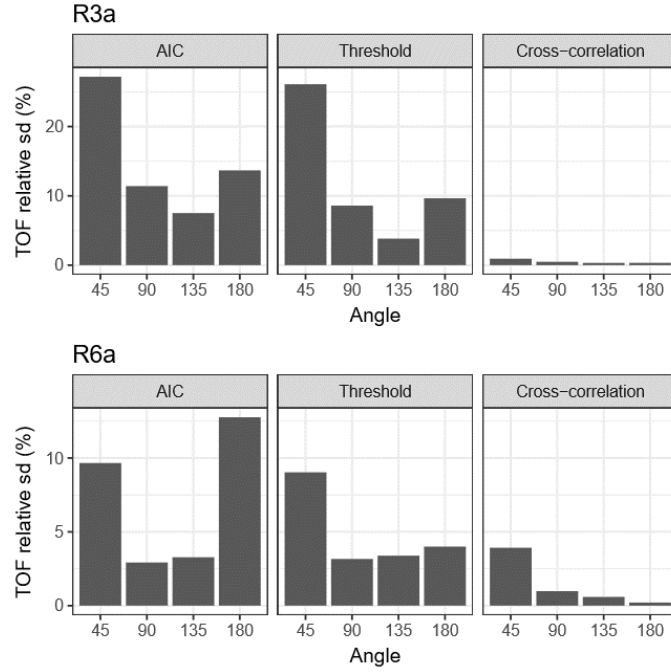 R3a
AIC Threshold Cross-correlation
TOF relative sd (%)
20
10
0
45 90 135 180 45 90 135 180 45 90 135 180
Angle
R6a
AIC Threshold Cross-correlation
TOF relative sd (%)
10
5
0
45 90 135 180 45 90 135 180 45 90 135 180
Angle